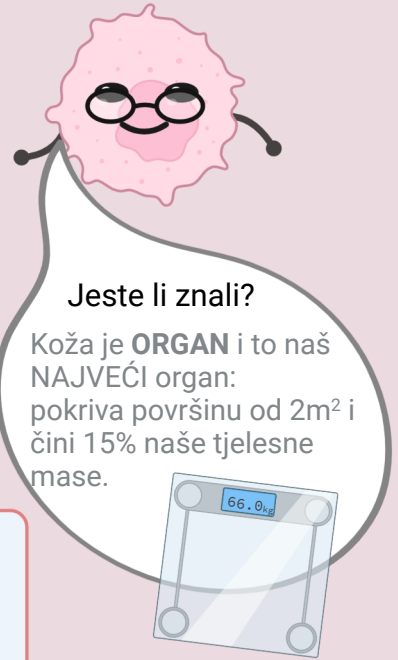 Jeste li znali?
Koža je ORGAN i to naš
NAJVEĆI organ:
pokriva površinu od 2m² i
čini 15% naše tjelesne
mase.
66.0kg